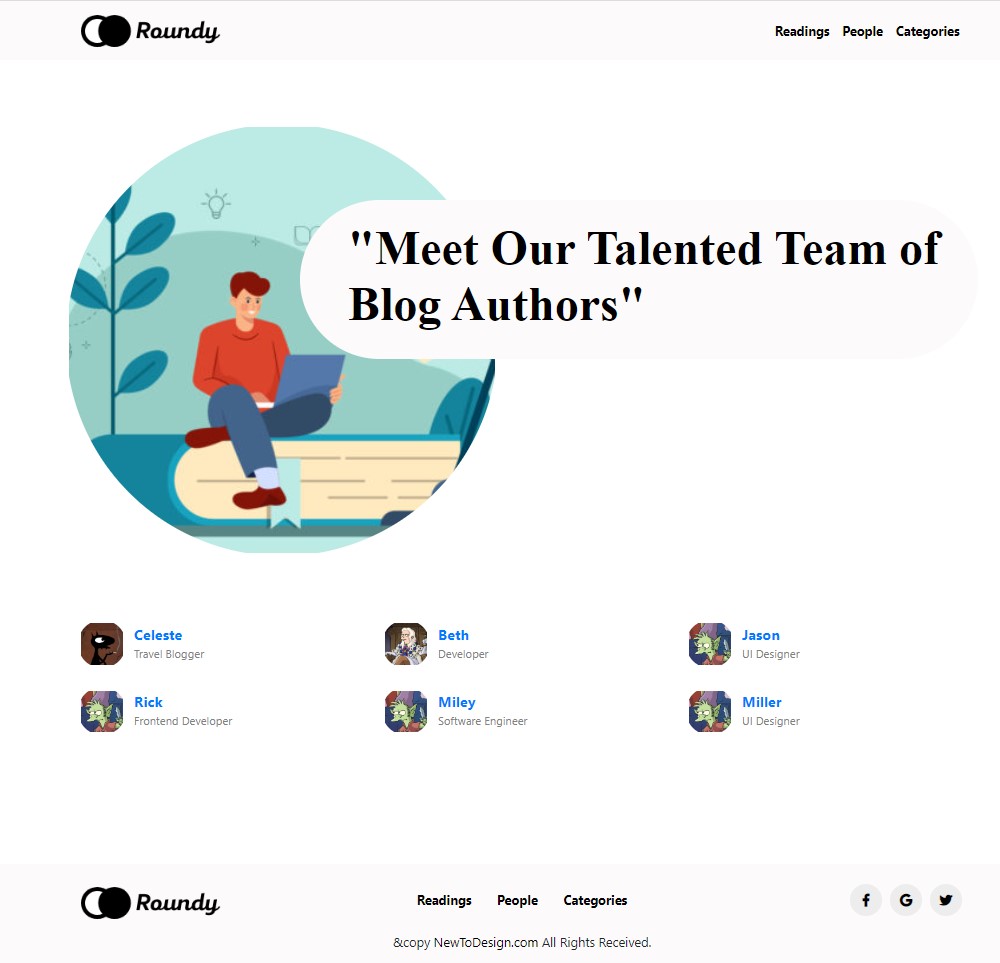 Roundy
Readings People Categories
"Meet Our Talented Team of
Blog Authors"
Celeste
Travel Blogger
Beth
Developer
Jason
UI Designer
Rick
Frontend Developer
Miley
Software Engineer
Miller
UI Designer
Roundy
Readings People Categories
&copy NewToDesign.com All Rights Received.